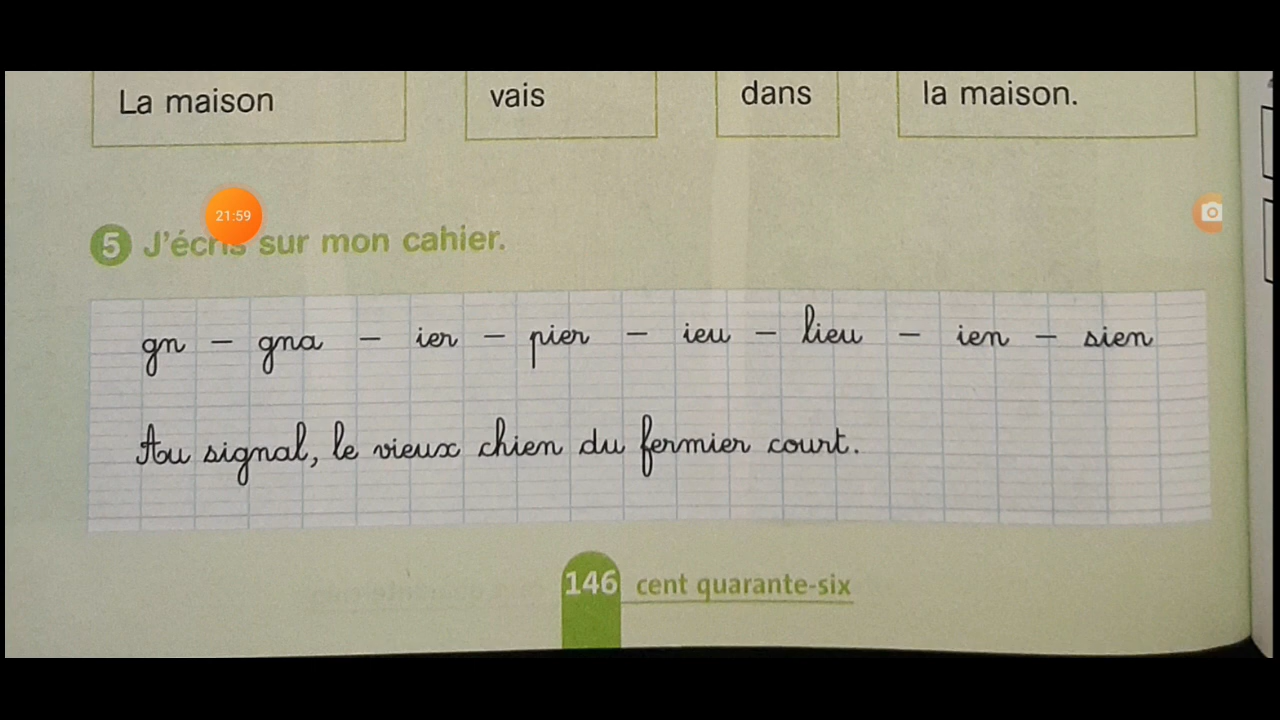 La maison vais dans la maison.
21:59
5 J'écris sur mon cahier.
gn – gna – ier – pier – ieu – lieu – ien – sien
Au signal, le vieux chien du fermier court.
146 cent quarante-six